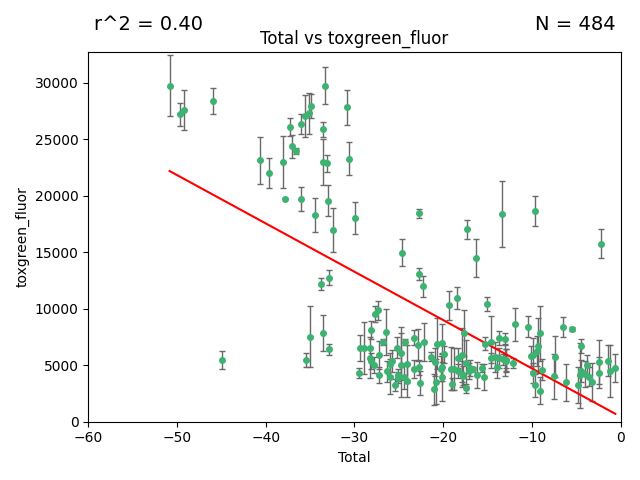 r^2 = 0.40
N = 484
Total vs toxgreen_fluor
30000
25000
20000
15000
10000
5000
0
toxgreen_fluor
−60
−50
−40
−30
−20
−10
0
Total